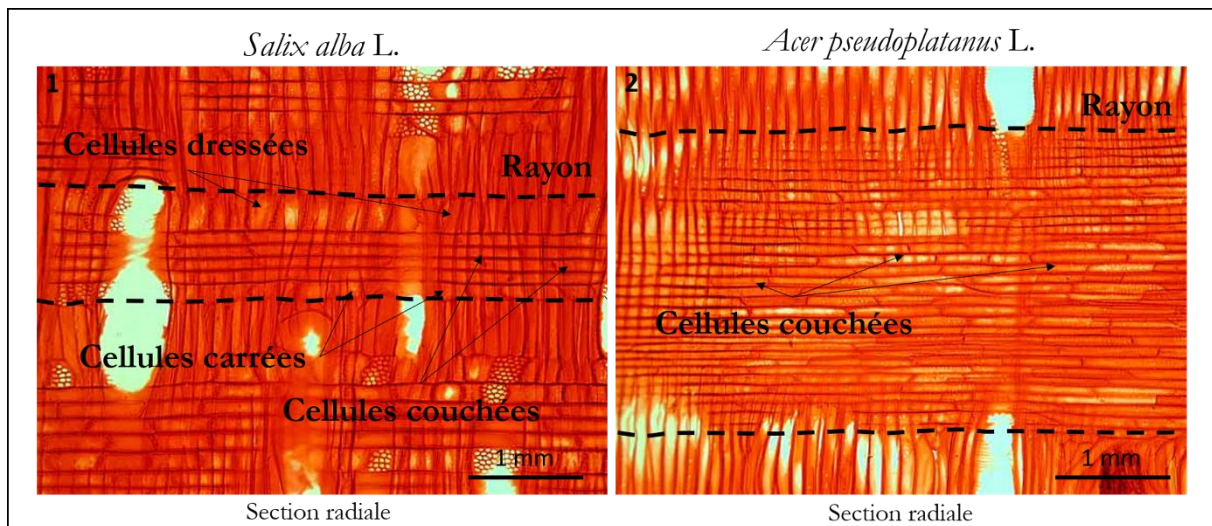 Salix alba L.
1
Cellules dressées
Rayon
Cellules carrées
Cellules couchées
1 mm
Section radiale
Acer pseudoplatanus L.
2
Rayon
Cellules couchées
1 mm
Section radiale